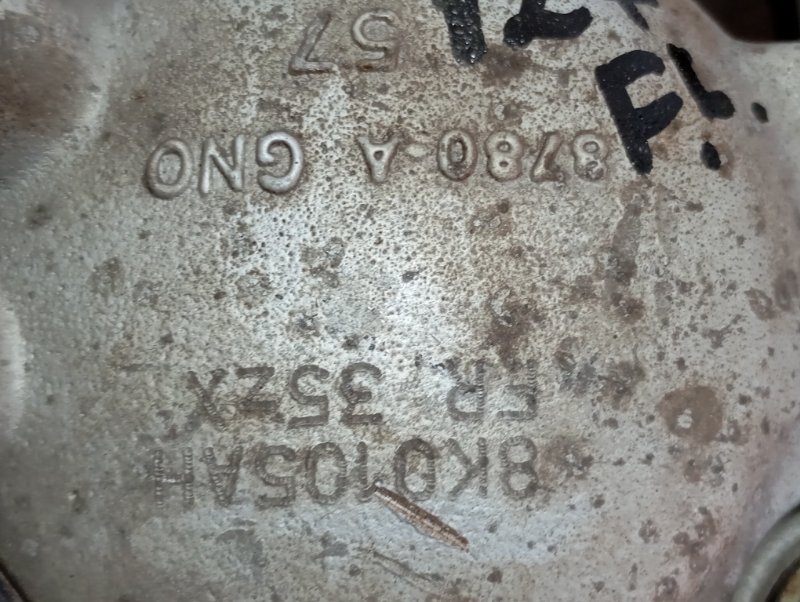 8K0105AH
FR 35zX
8780-A GNO
57
F!